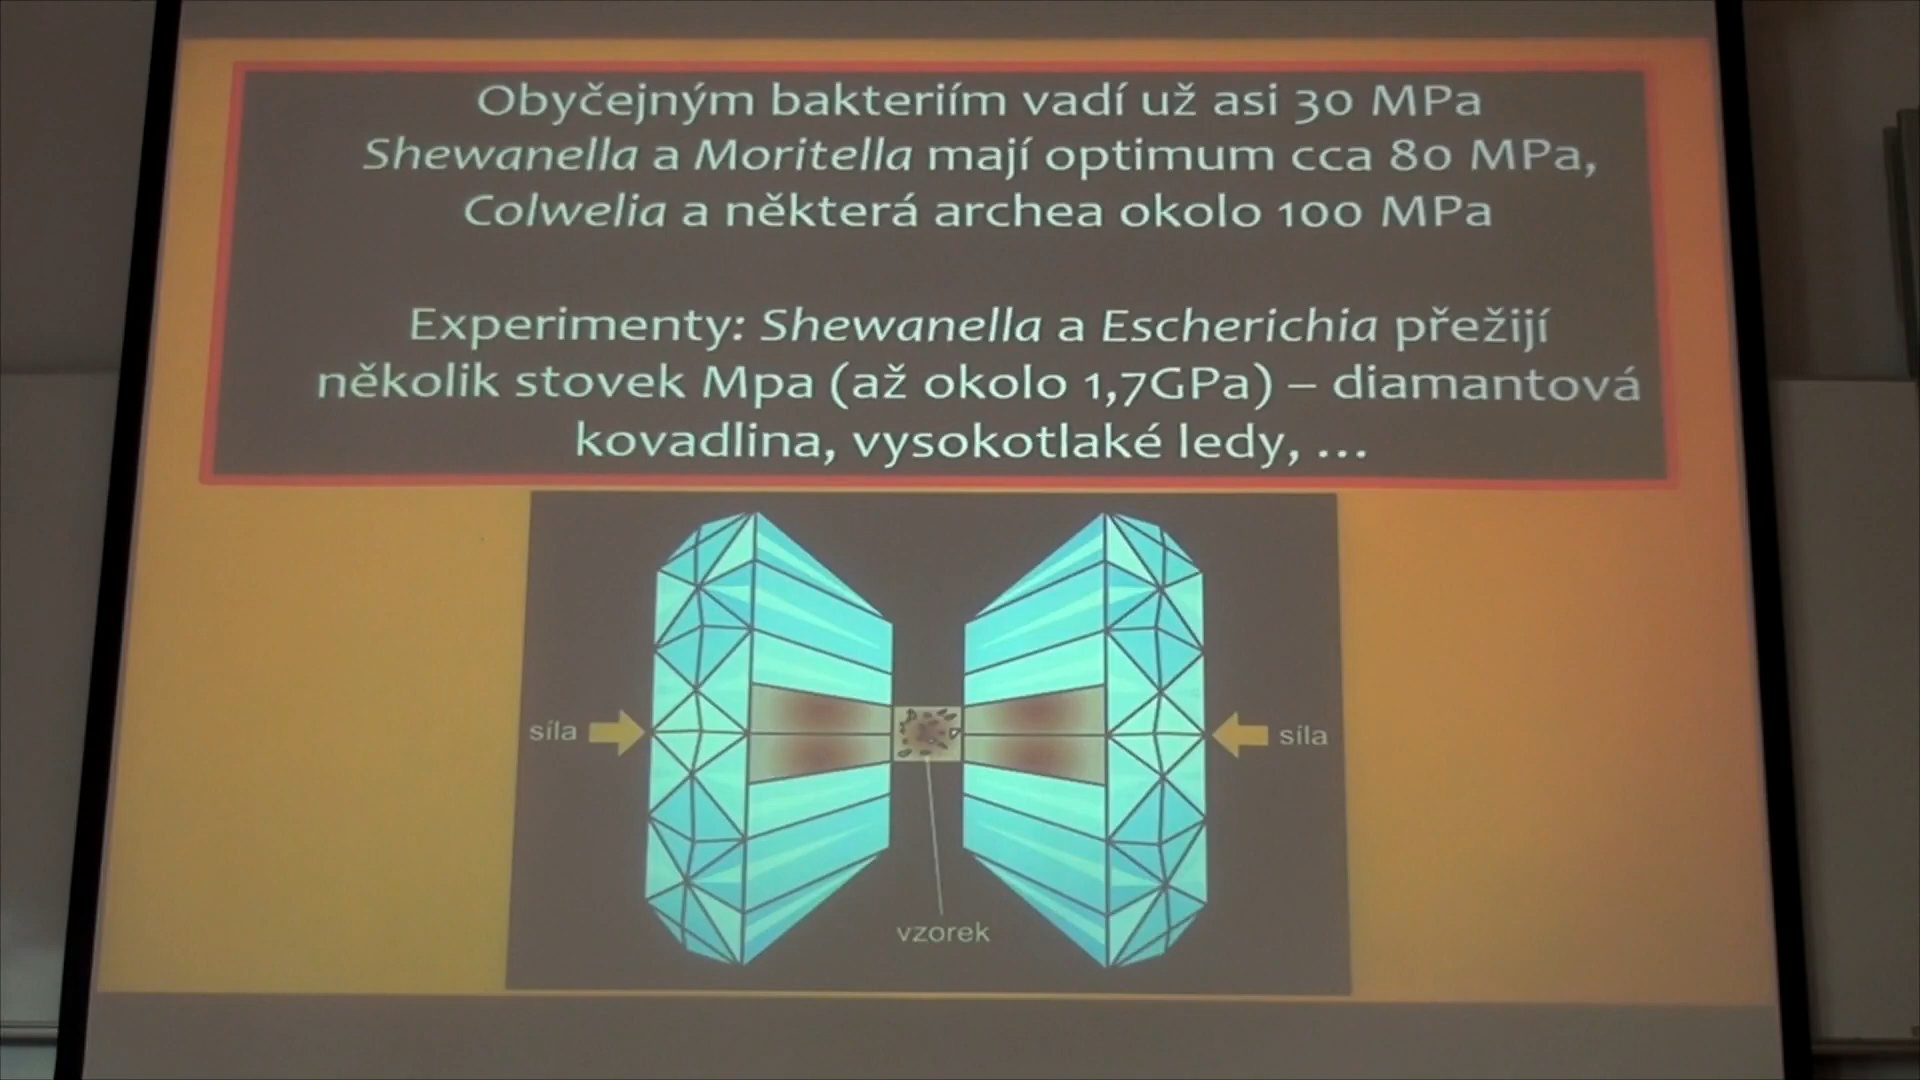 Obyčejným bakteriím vadí už asi 30 MPa
Shewanella a Moritella mají optimum cca 80 MPa,
Colwelia a některá archea okolo 100 MPa
Experimenty: Shewanella a Escherichia přežijí
několik stovek Mpa (až okolo 1,7GPa) – diamantová
kovadlina, vysokotlaké ledy, ...
síla
síla
vzorek